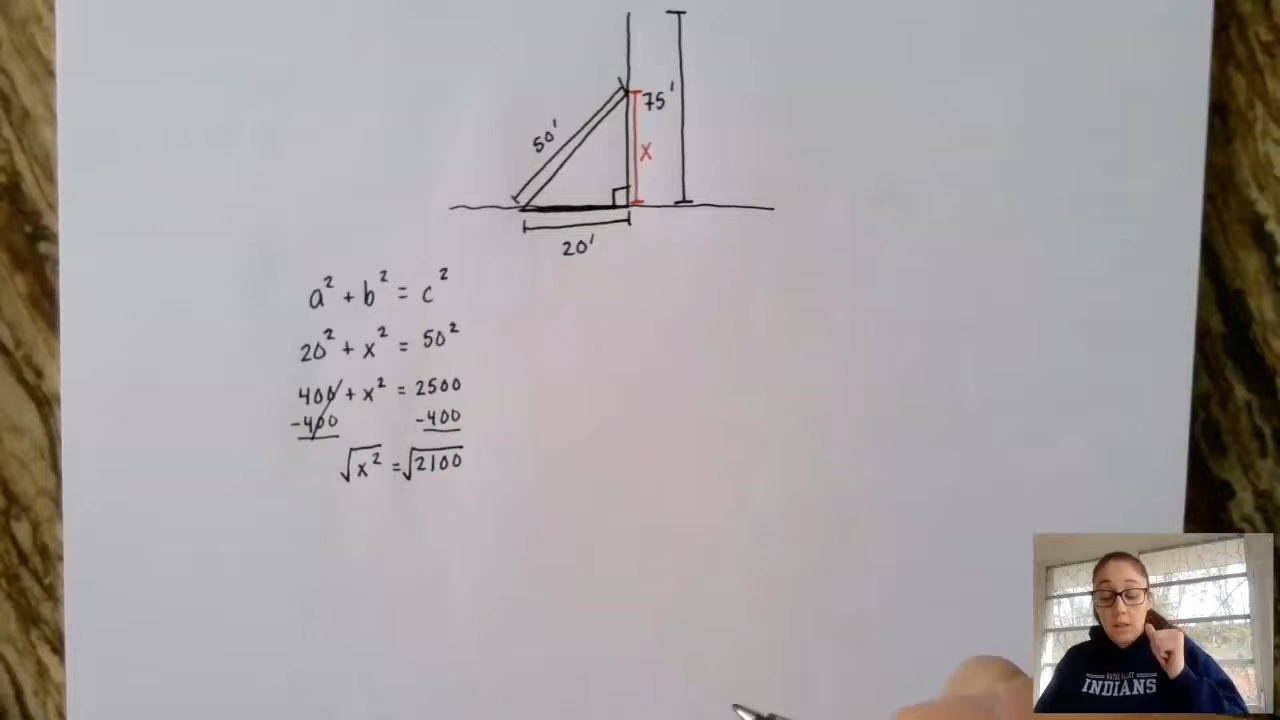 75'
50'
x
20'
a² + b² = c²
20² + x² = 50²
400 + x² = 2500
-400 -400
√x² = √2100
INDIANS